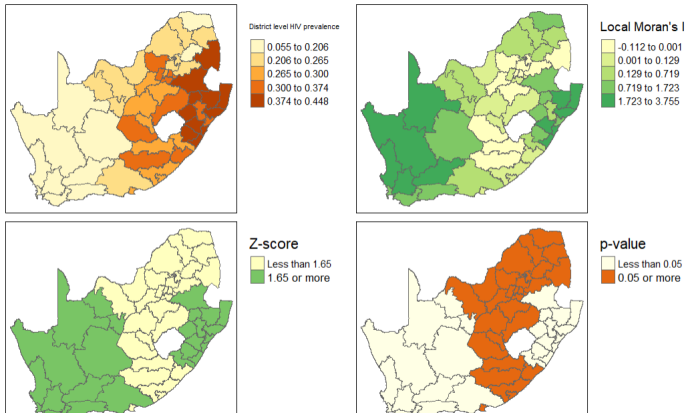 District level HIV prevalence
0.055 to 0.206
0.206 to 0.265
0.265 to 0.300
0.300 to 0.374
0.374 to 0.448
Local Moran's I
-0.112 to 0.001
0.001 to 0.129
0.129 to 0.719
0.719 to 1.723
1.723 to 3.755
Z-score
Less than 1.65
1.65 or more
p-value
Less than 0.05
0.05 or more